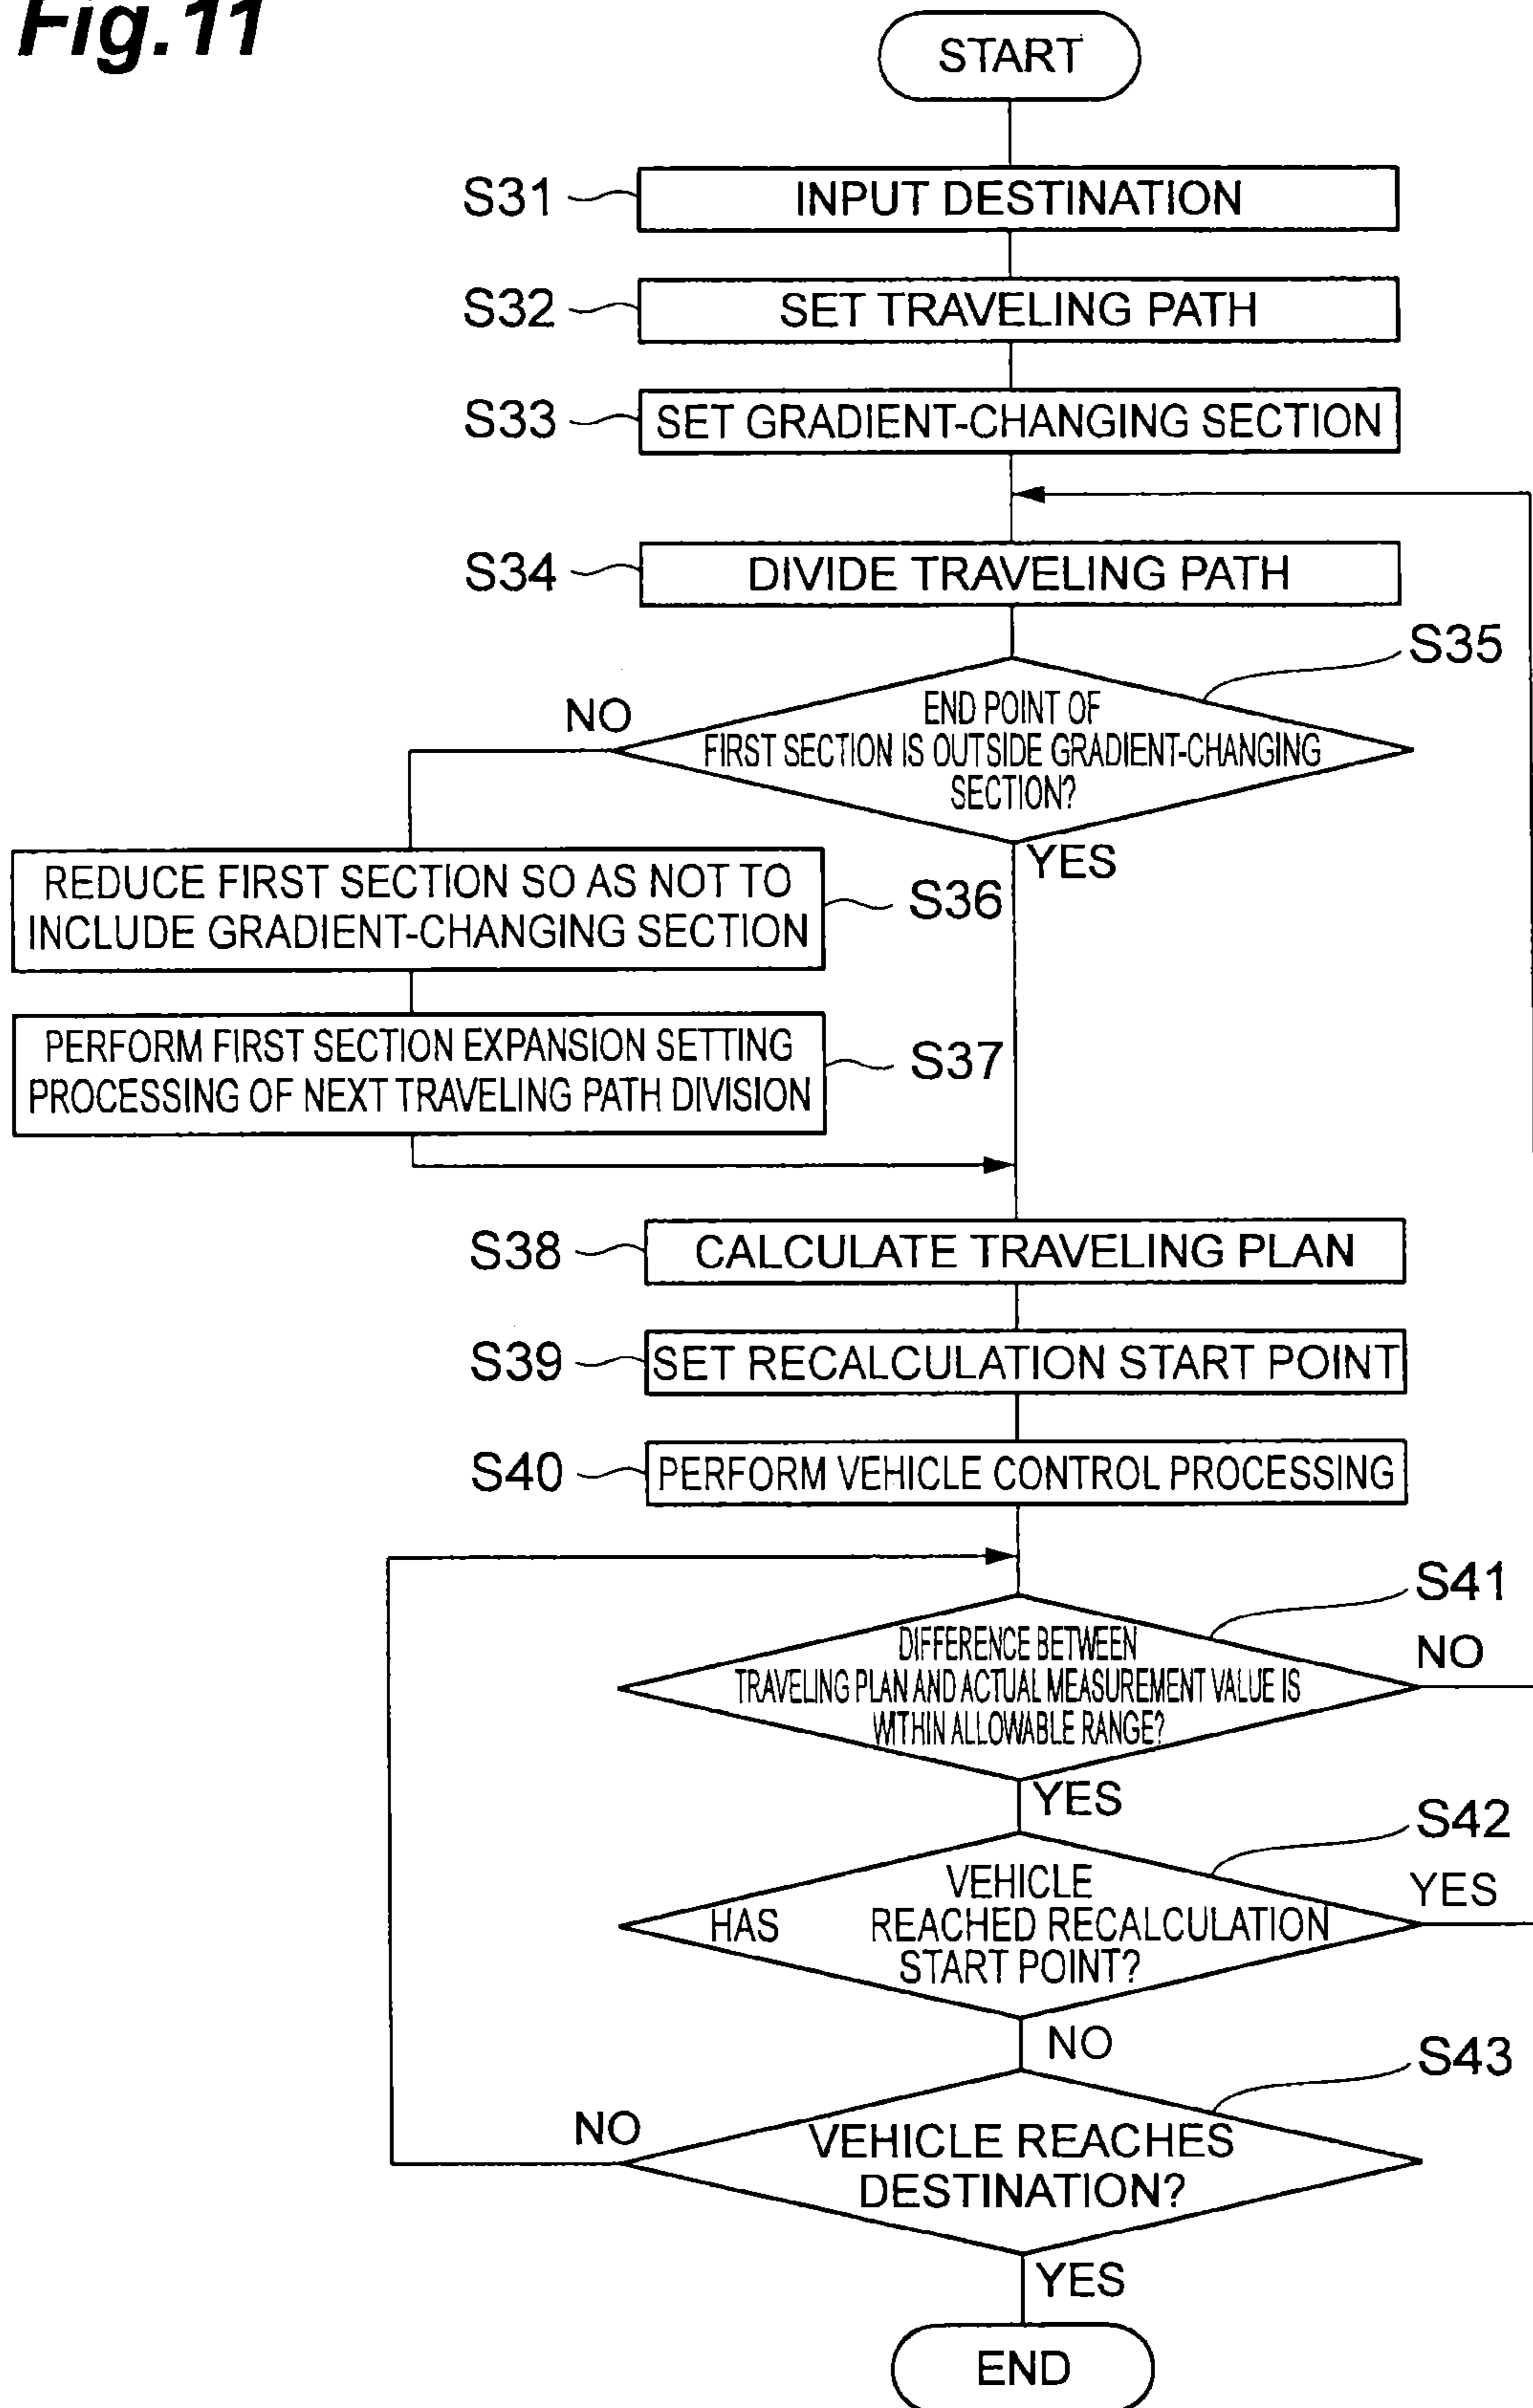 Fig.11
START
S31
INPUT DESTINATION
S32
SET TRAVELING PATH
S33
SET GRADIENT-CHANGING SECTION
S34
DIVIDE TRAVELING PATH
S35
NO
END POINT OF
FIRST SECTION IS OUTSIDE GRADIENT-CHANGING
SECTION?
YES
REDUCE FIRST SECTION SO AS NOT TO
INCLUDE GRADIENT-CHANGING SECTION
S36
PERFORM FIRST SECTION EXPANSION SETTING
PROCESSING OF NEXT TRAVELING PATH DIVISION
S37
S38
CALCULATE TRAVELING PLAN
S39
SET RECALCULATION START POINT
S40
PERFORM VEHICLE CONTROL PROCESSING
S41
DIFFERENCE BETWEEN
TRAVELING PLAN AND ACTUAL MEASUREMENT VALUE IS
WITHIN ALLOWABLE RANGE?
NO
YES
S42
VEHICLE
HAS REACHED RECALCULATION
START POINT?
YES
NO
S43
NO
VEHICLE REACHES
DESTINATION?
YES
END